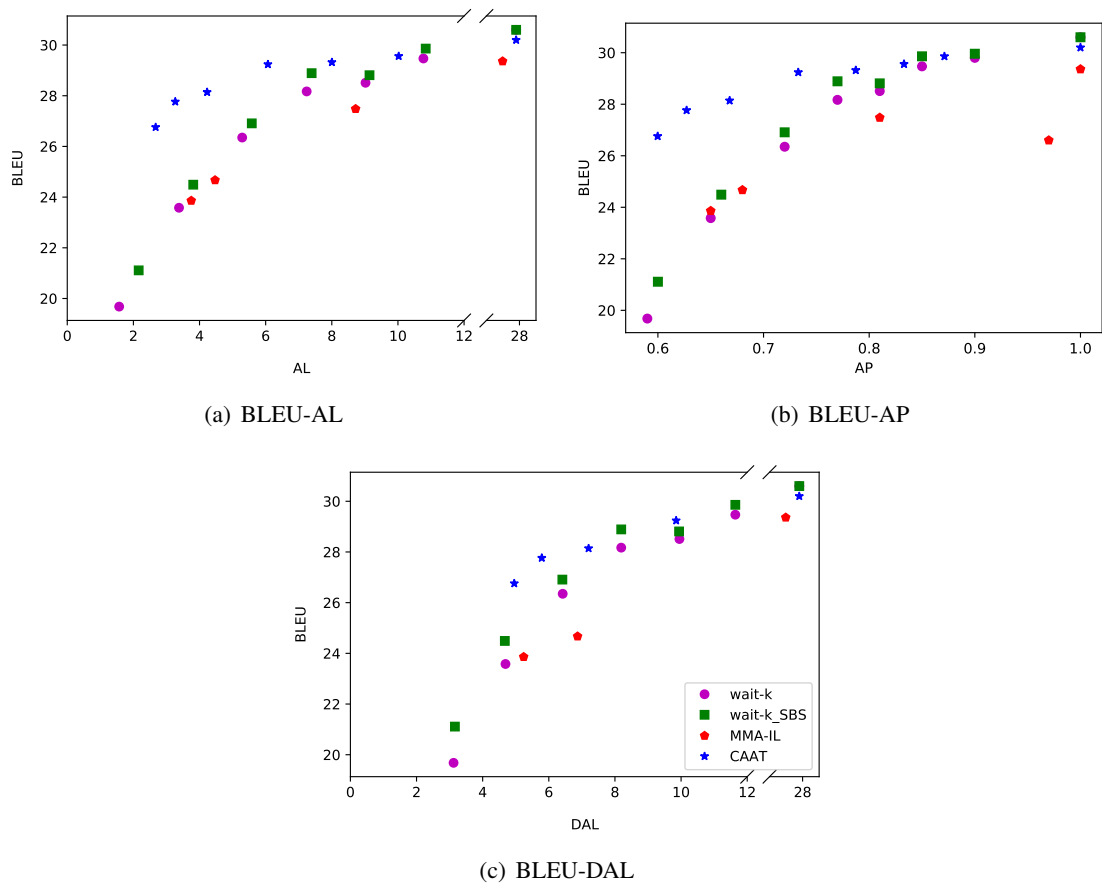 30
28
26
24
22
20
BLEU
0 2 4 6 8 10 12 28
AL
(a) BLEU-AL
30
28
26
24
22
20
BLEU
0.6 0.7 0.8 0.9 1.0
AP
(b) BLEU-AP
30
28
26
24
22
20
BLEU
wait-k
wait-k_SBS
MMA-IL
CAAT
0 2 4 6 8 10 12 28
DAL
(c) BLEU-DAL